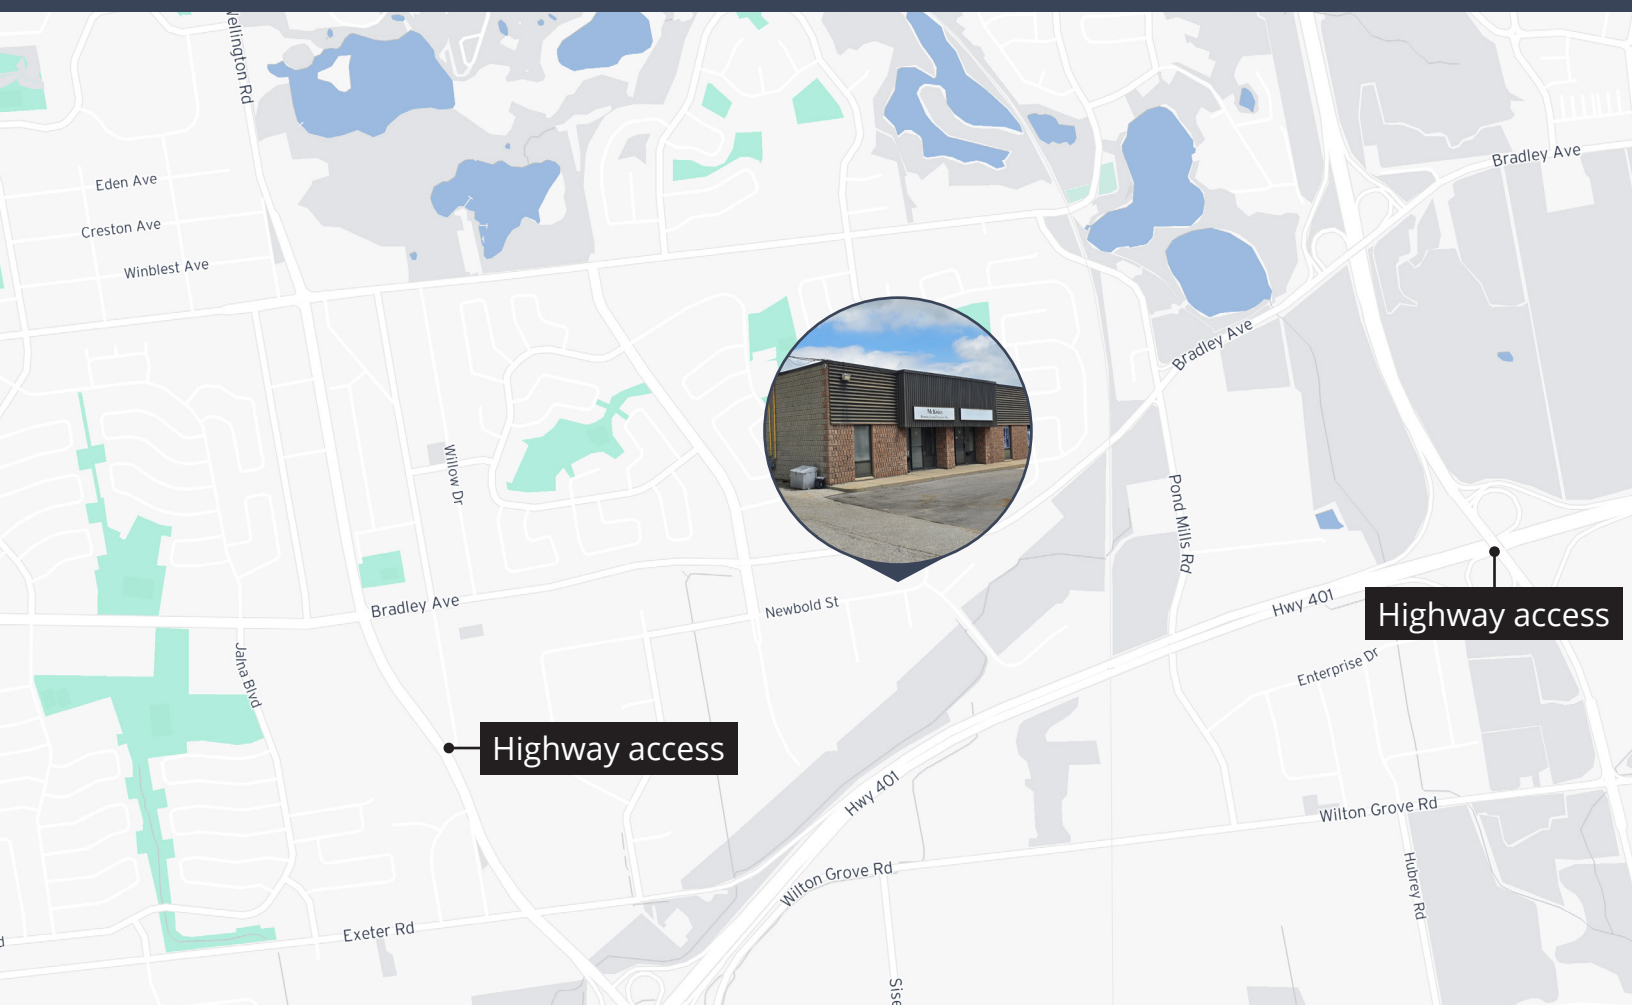 Wellington Rd
Bradley Ave
Eden Ave
Creston Ave
Winblest Ave
Bradley Ave
Willow Dr
Pond Mills Rd
Hwy 401
Highway access
Newbold St
Bradley Ave
Jalna Blvd
Enterprise Dr
Highway access
Hwy 401
Wilton Grove Rd
Wilton Grove Rd
Hubrey Rd
Exeter Rd